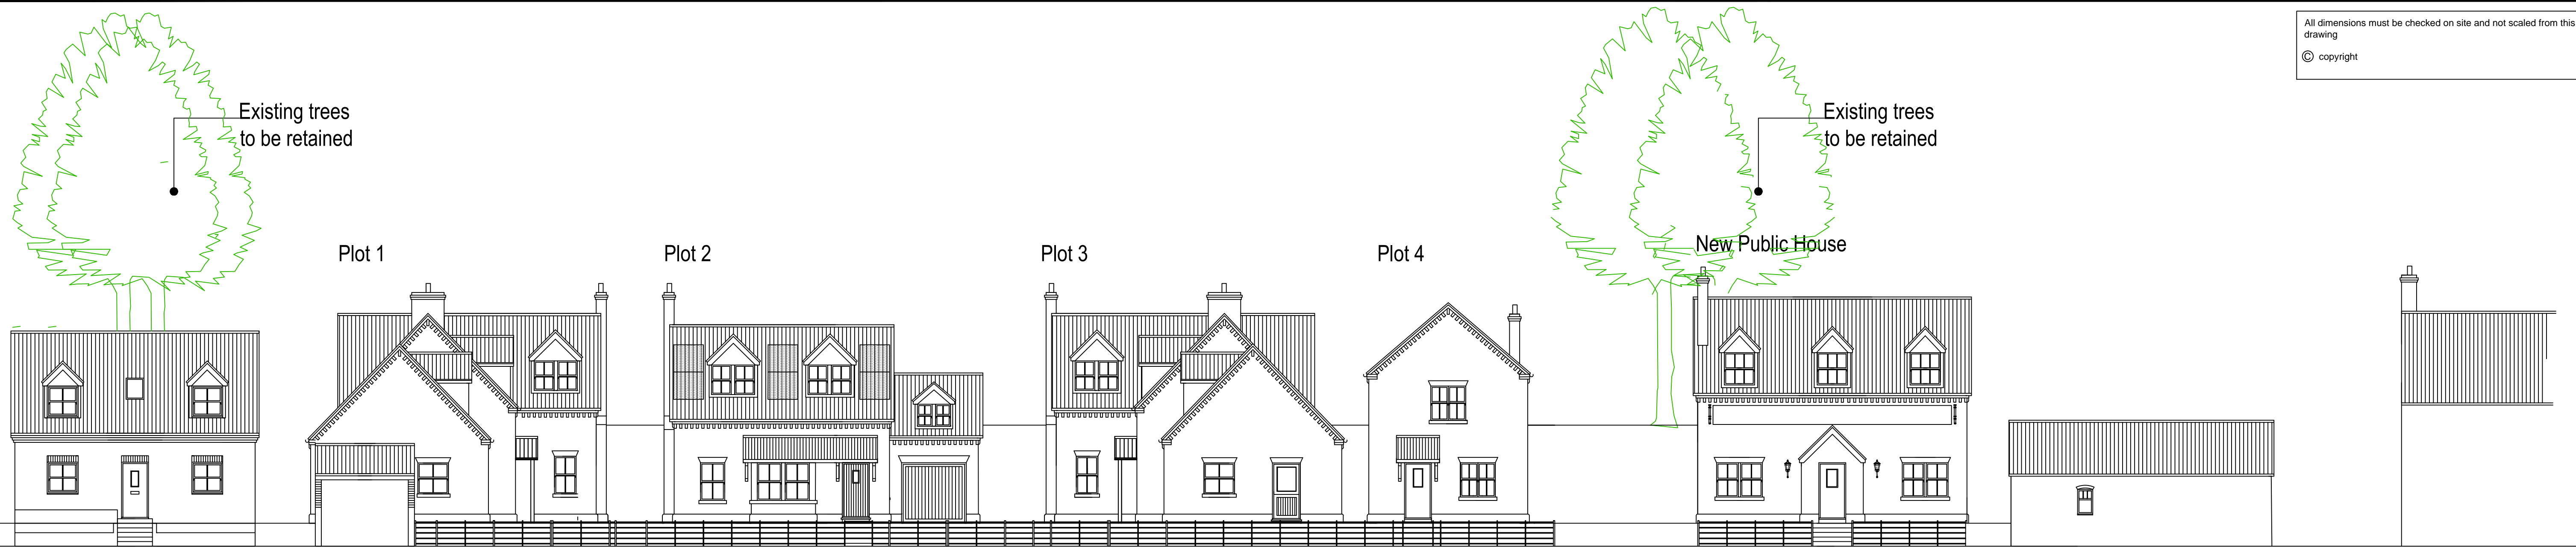 All dimensions must be checked on site and not scaled from this
drawing
© copyright
Existing trees
to be retained
Existing trees
to be retained
Plot 1
Plot 2
Plot 3
Plot 4
New Public House